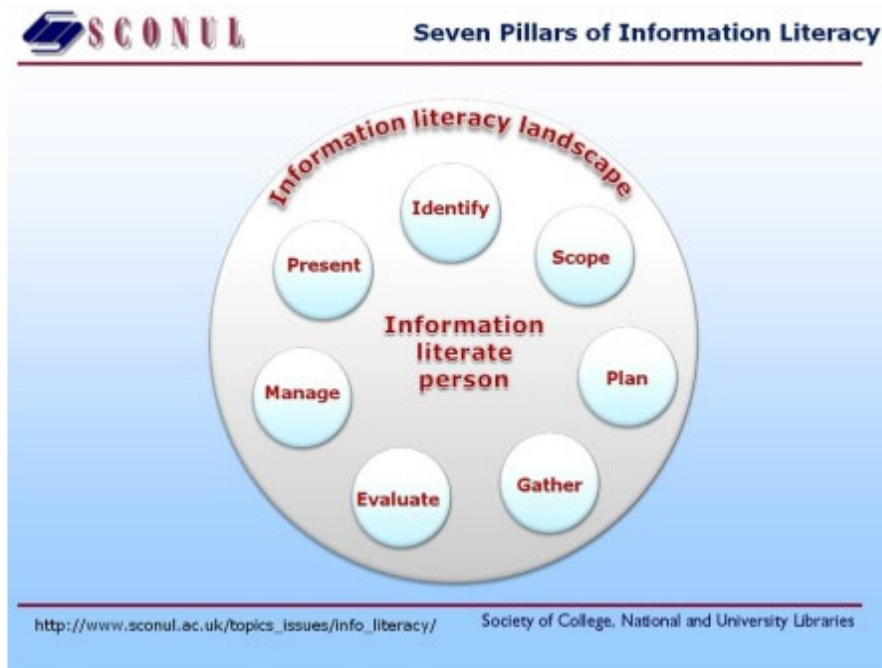 SCONUL
Seven Pillars of Information Literacy
Information literacy landscape
Identify
Scope
Present
Information
literate
person
Plan
Manage
Gather
Evaluate
http://www.sconul.ac.uk/topics_issues/info_literacy/
Society of College, National and University Libraries